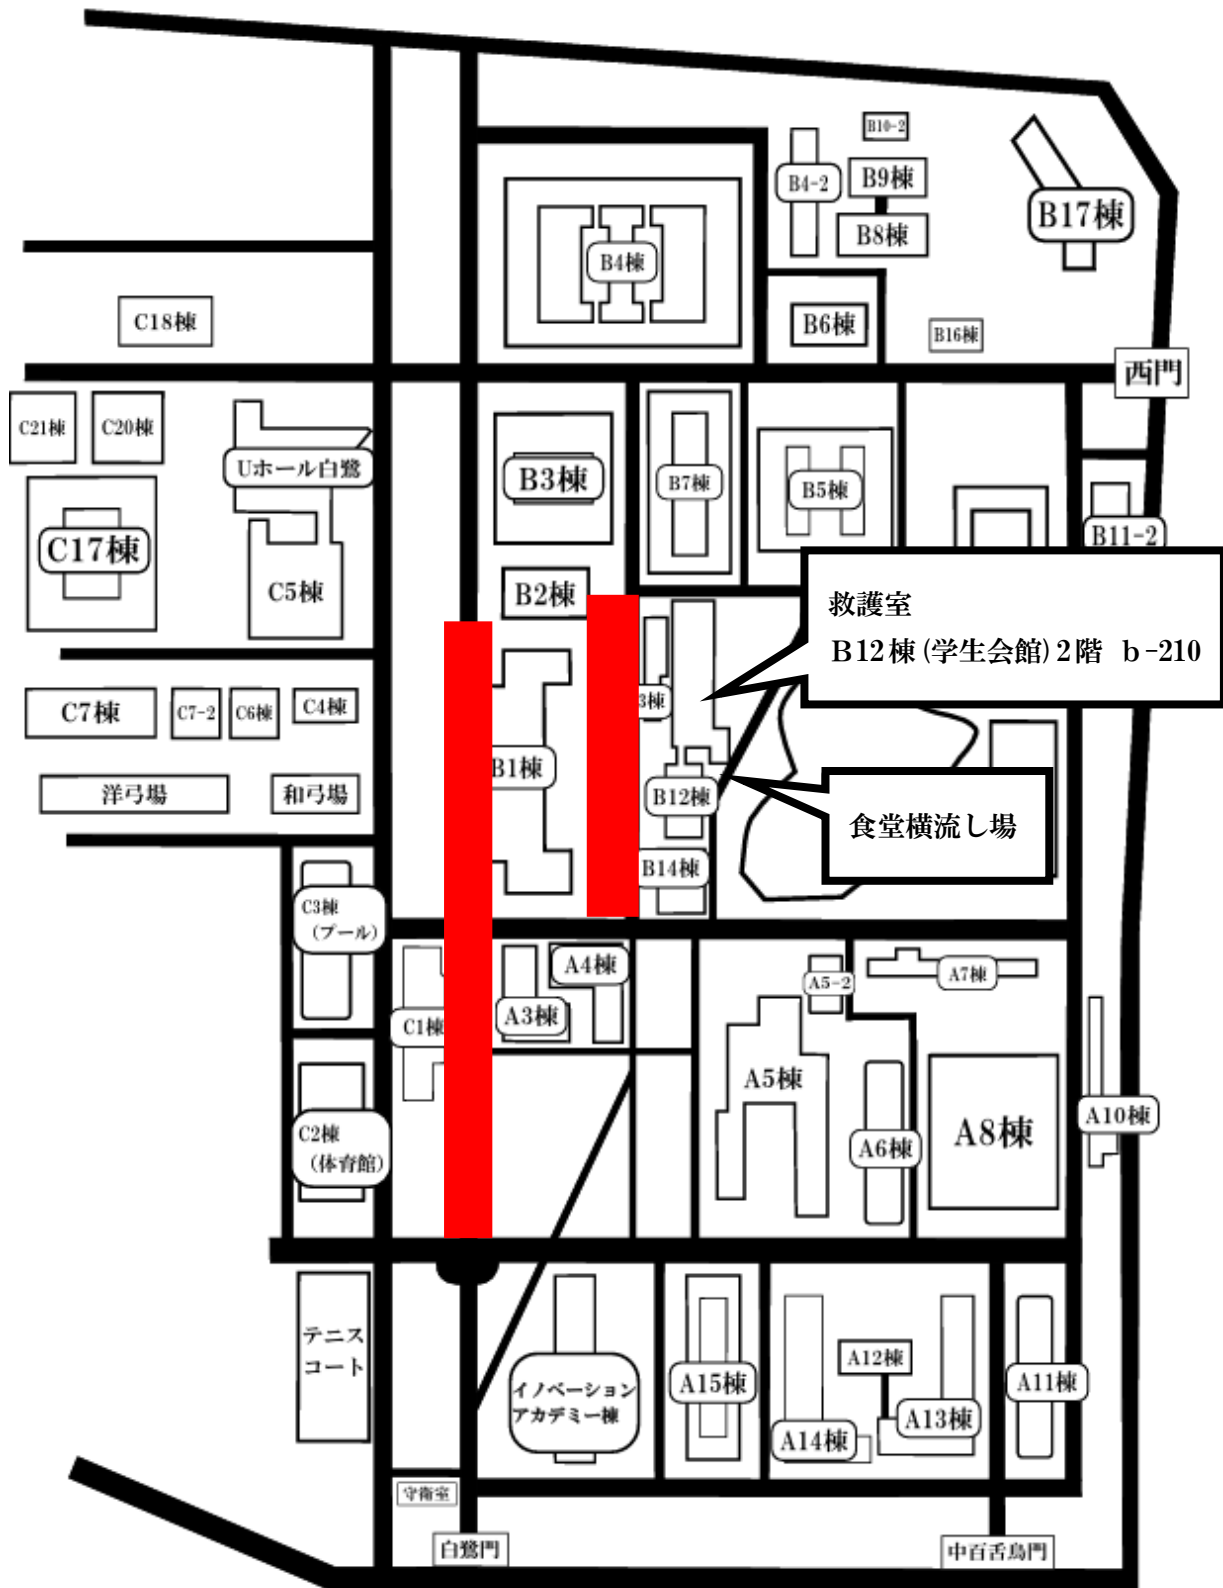 B10-2
B4-2
B9棟
B17棟
B8棟
B4棟
C18棟
B6棟
B16棟
西門
C21棟
C20棟
Uホール白鷺
B3棟
B7棟
B5棟
B11-2
C17棟
C5棟
B2棟
救護室
B12棟(学生会館)2階 b-210
C7棟
C7-2
C6棟
C4棟
3棟
B1棟
洋弓場
和弓場
B12棟
食堂横流し場
B14棟
C3棟
(プール)
A4棟
A5-2
A7棟
C1棟
A3棟
A5棟
A10棟
C2棟
(体育館)
A6棟
A8棟
テニス
コート
イノベーション
アカデミー棟
A15棟
A12棟
A11棟
A14棟
A13棟
守衛室
白鷺門
中百舌鳥門